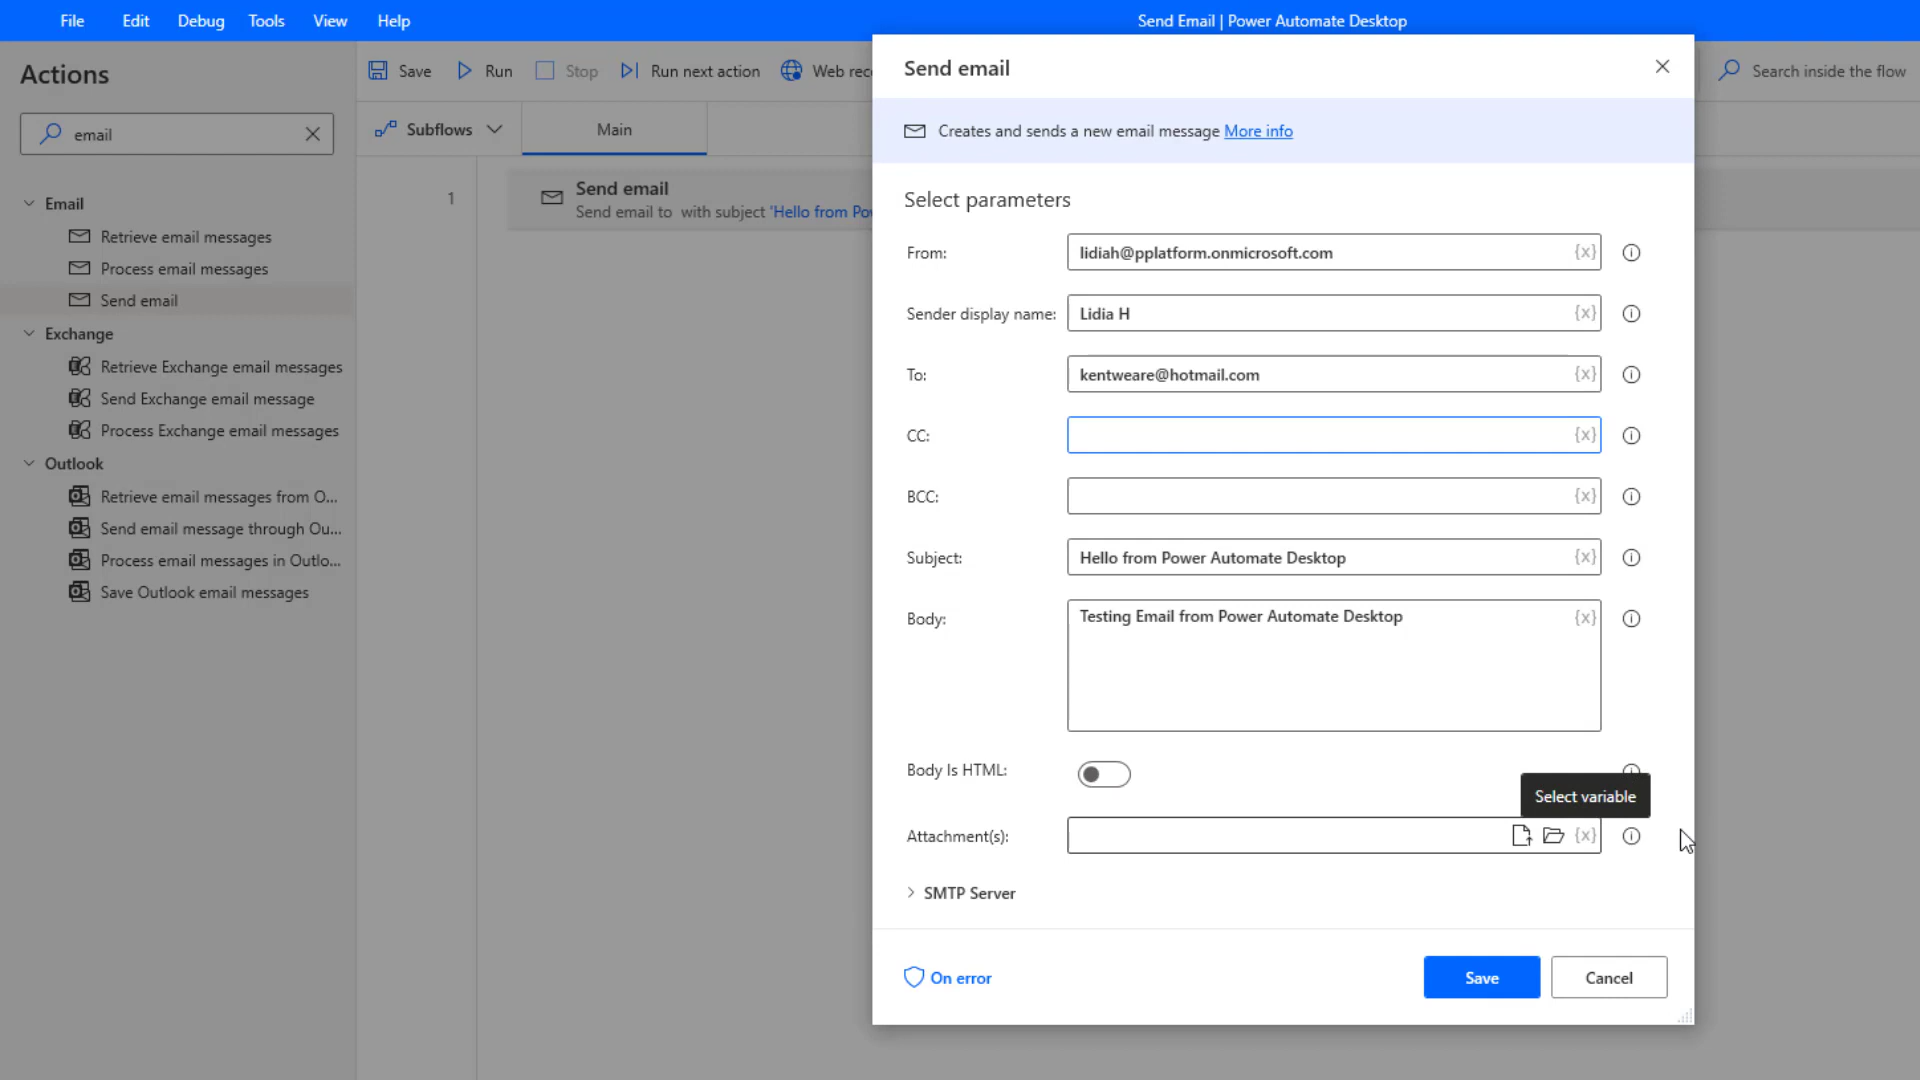 File Edit Debug Tools View Help
Send Email | Power Automate Desktop
Actions
email
Email
Retrieve email messages
Process email messages
Send email
Exchange
Retrieve Exchange email messages
Send Exchange email message
Process Exchange email messages
Outlook
Retrieve email messages from O...
Send email message through Ou...
Process email messages in Outlo...
Save Outlook email messages
Save Run Stop Run next action Web rec
Search inside the flow
Subflows Main
1
Send email
Send email to with subject 'Hello from Po
Send email
Creates and sends a new email message More info
Select parameters
From: lidiah@pplatform.onmicrosoft.com {x}
Sender display name: Lidia H {x}
To: kentweare@hotmail.com {x}
CC: {x}
BCC: {x}
Subject: Hello from Power Automate Desktop {x}
Body: Testing Email from Power Automate Desktop {x}
Body Is HTML:
Select variable
Attachment(s): {x}
SMTP Server
On error
Save Cancel